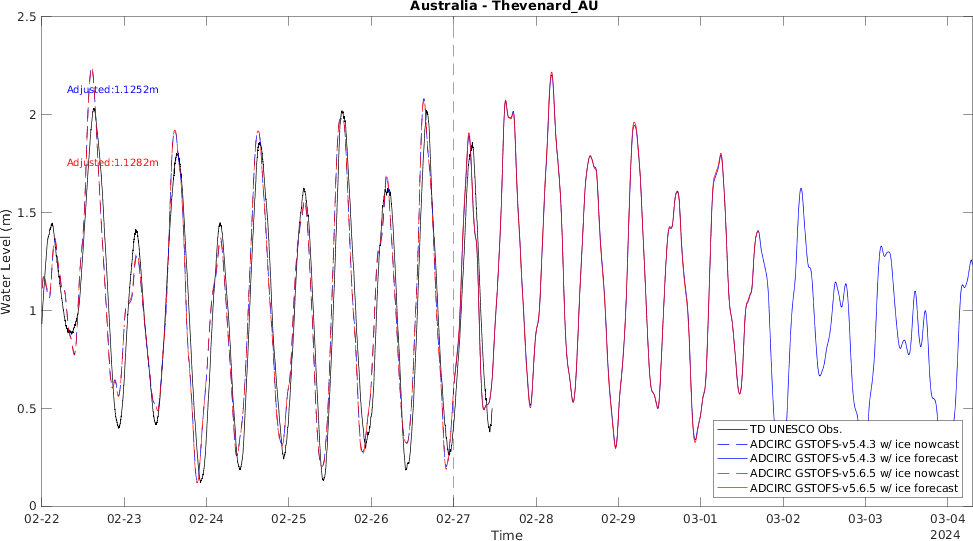 Australia - Thevenard_AU
2.5
2
1.5
1
0.5
0
Water Level (m)
Adjusted:1.1252m
Adjusted:1.1282m
TD UNESCO Obs.
ADCIRC GSTOFS-v5.4.3 w/ ice nowcast
ADCIRC GSTOFS-v5.4.3 w/ ice forecast
ADCIRC GSTOFS-v5.6.5 w/ ice nowcast
ADCIRC GSTOFS-v5.6.5 w/ ice forecast
02-22 02-23 02-24 02-25 02-26 02-27 02-28 02-29 03-01 03-02 03-03 03-04
2024
Time